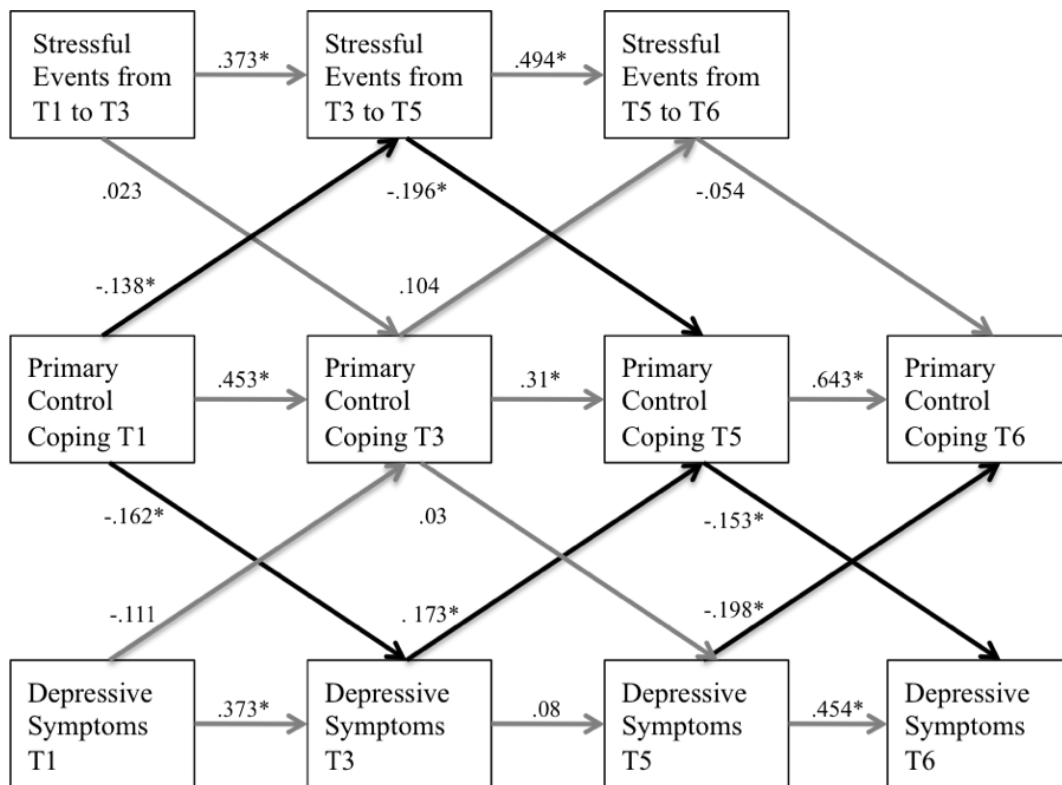 Stressful
Events from
T1 to T3
.373*
Stressful
Events from
T3 to T5
.494*
Stressful
Events from
T5 to T6
.023
-.196*
-.054
-.138*
.104
Primary
Control
Coping T1
.453*
Primary
Control
Coping T3
.31*
Primary
Control
Coping T5
.643*
Primary
Control
Coping T6
-.162*
.03
-.153*
-.111
. 173*
-.198*
Depressive
Symptoms
T1
.373*
Depressive
Symptoms
T3
.08
Depressive
Symptoms
T5
.454*
Depressive
Symptoms
T6